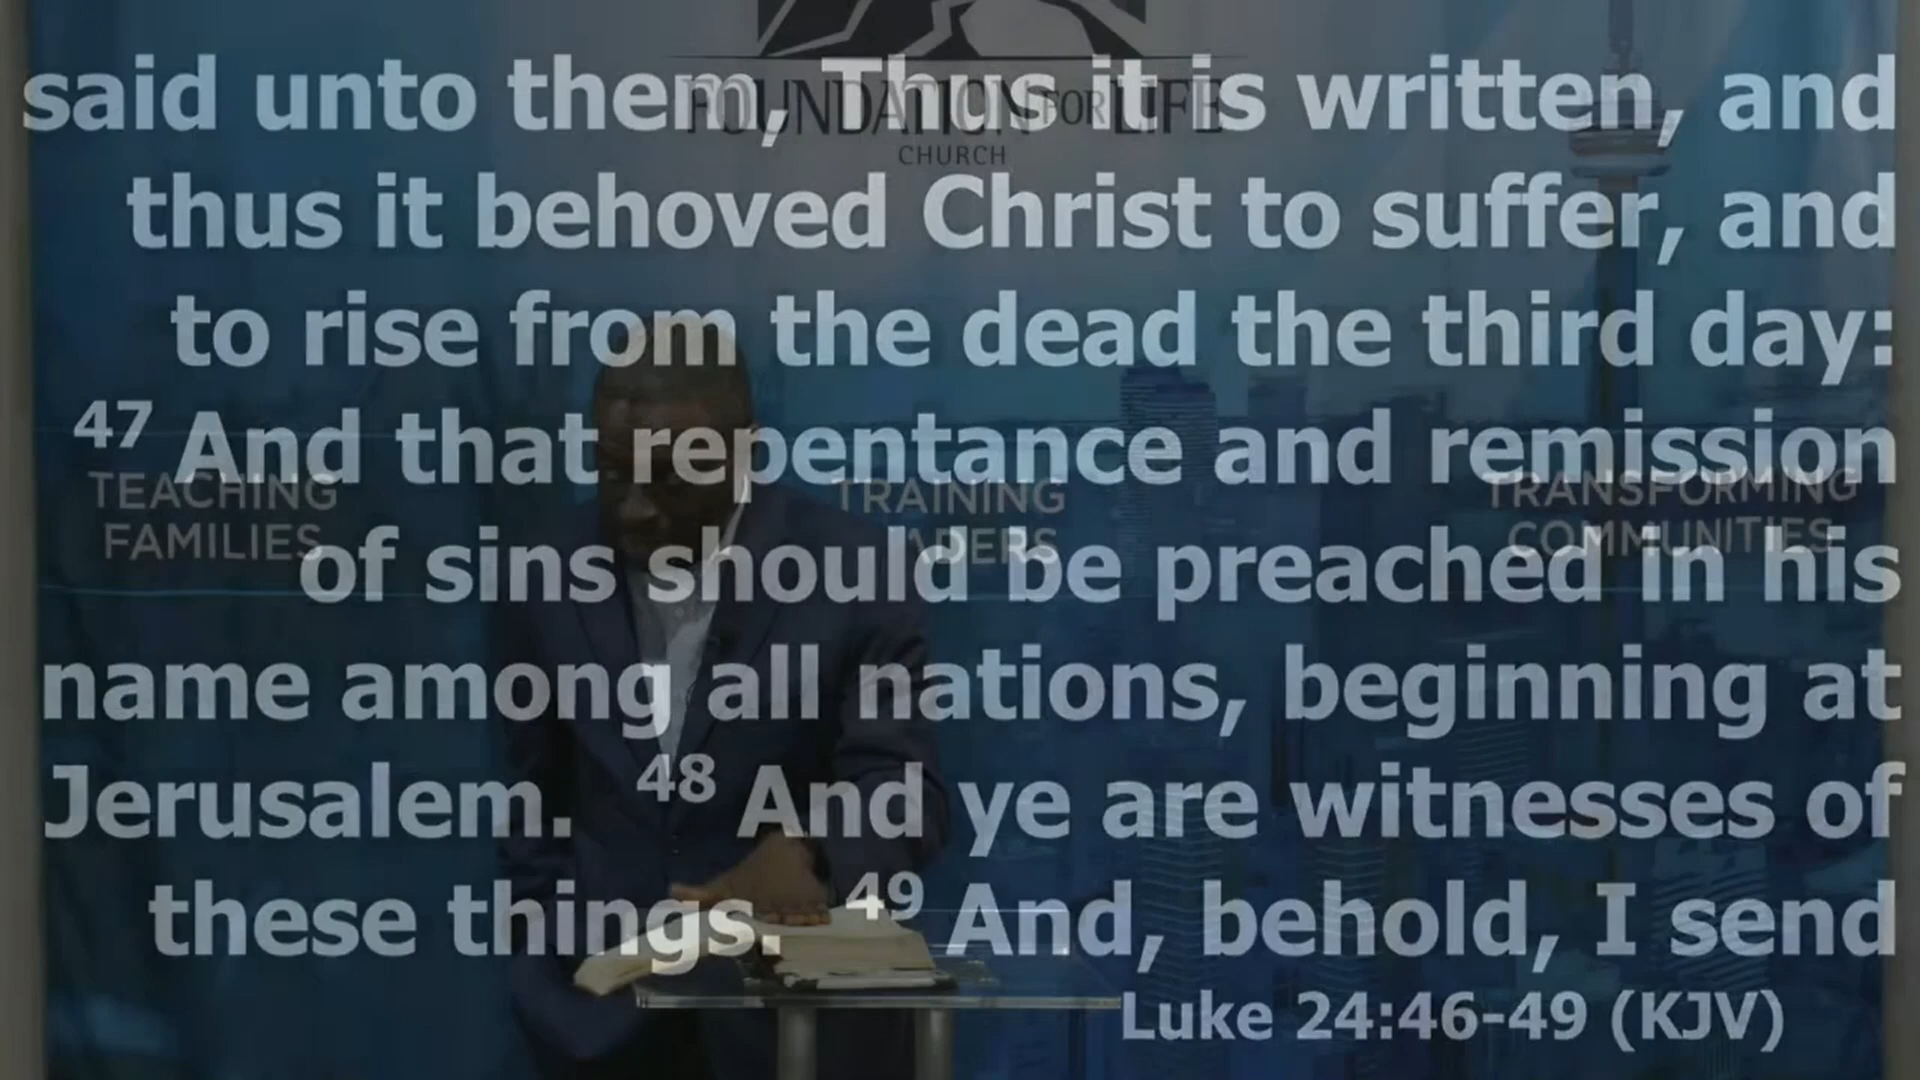 FOUNDATION FOR LIFE
CHURCH
said unto them, Thus it is written, and
thus it behoved Christ to suffer, and
to rise from the dead the third day:
47 And that repentance and remission
of sins should be preached in his
name among all nations, beginning at
Jerusalem. 48 And ye are witnesses of
these things. 49 And, behold, I send
Luke 24:46-49 (KJV)
TEACHING
FAMILIES
TRAINING
TRANSFORMING
COMMUNITIES